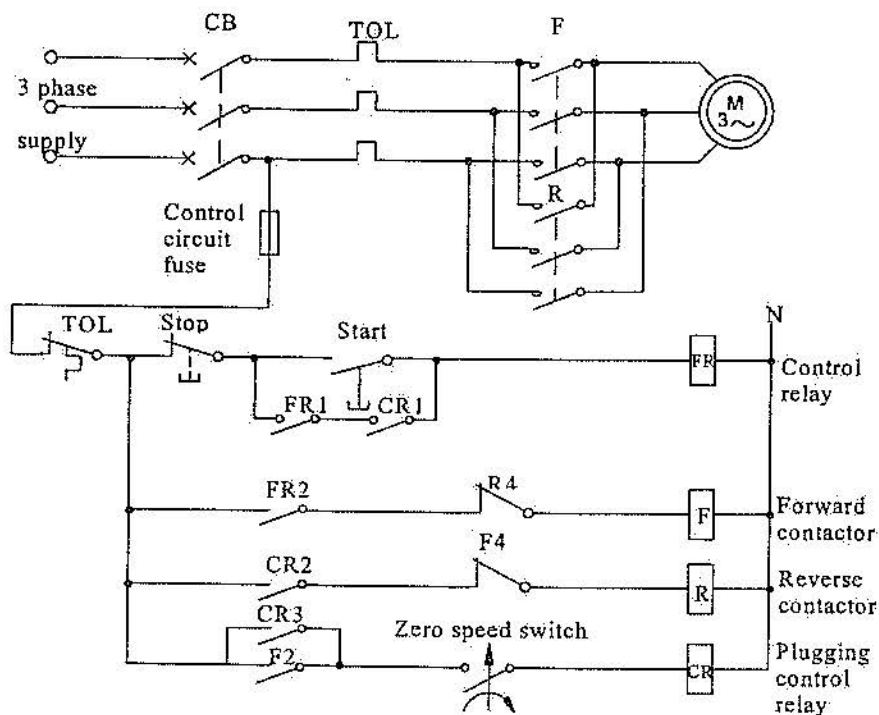 CB TOL F
3 phase
supply
M
3~
R
Control
circuit
fuse
TOL Stop Start N
FR
Control
relay
FR1 CR1
FR2 R4
F
Forward
contactor
CR2 F4
R
Reverse
contactor
CR3
Zero speed switch
F2
CR
Plugging
control
relay